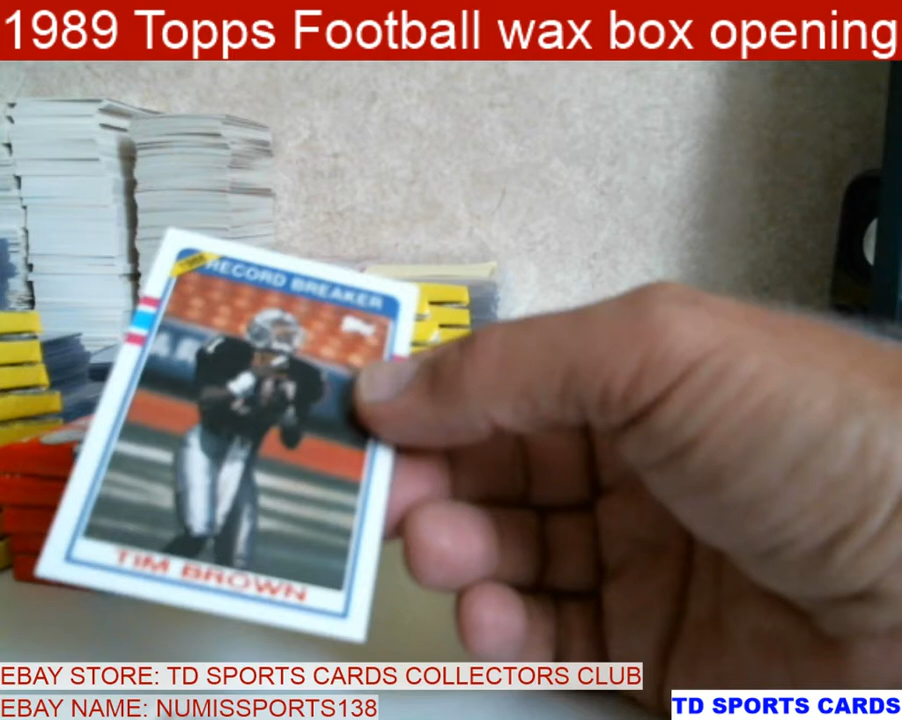 1989 Topps Football wax box opening
RECORD BREAKER
TIM BROWN
EBAY STORE: TD SPORTS CARDS COLLECTORS CLUB
EBAY NAME: NUMISSPORTS138
TD SPORTS CARDS